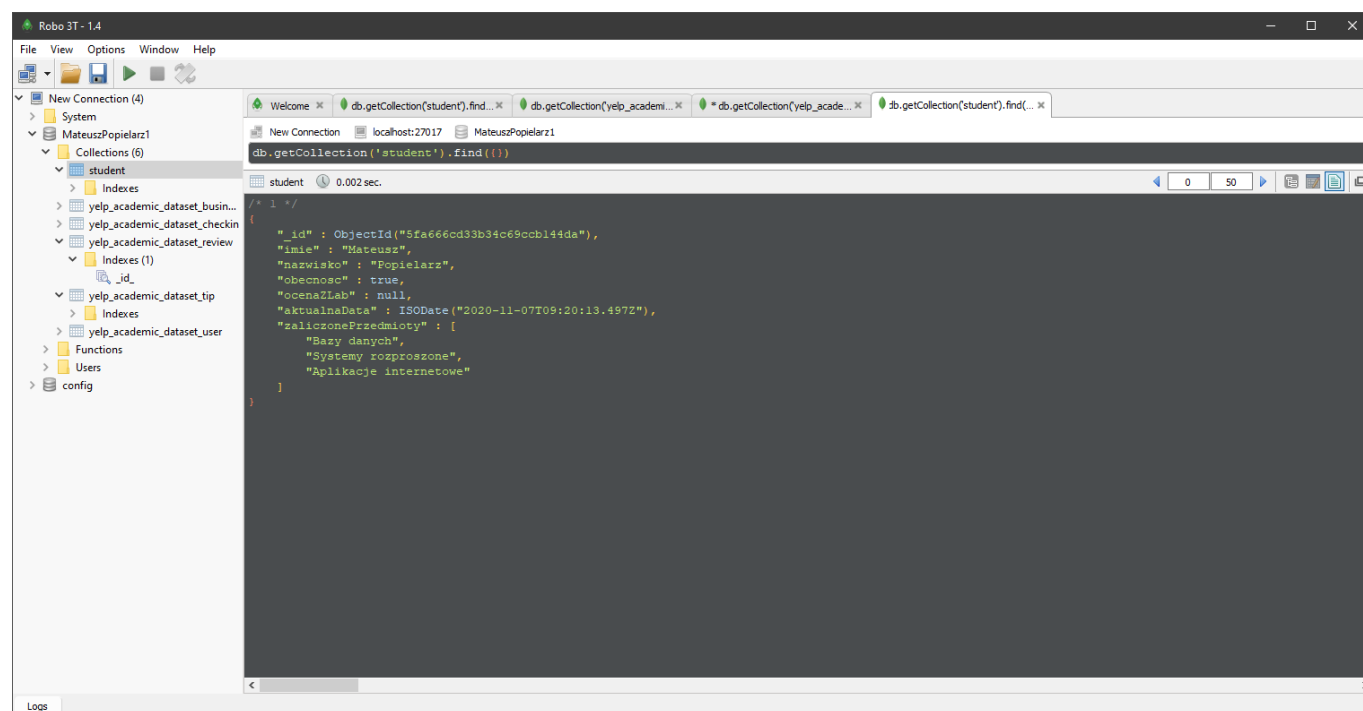 Robo 3T - 1.4
File View Options Window Help
New Connection (4)
System
MateuszPopielarz1
Collections (6)
student
Indexes
yelp_academic_dataset_busin...
yelp_academic_dataset_checkin
yelp_academic_dataset_review
Indexes (1)
_id_
yelp_academic_dataset_tip
Indexes
yelp_academic_dataset_user
Functions
Users
config
Welcome db.getCollection('student').find... db.getCollection('yelp_academi... * db.getCollection('yelp_acade... db.getCollection('student').find(...
New Connection localhost:27017 MateuszPopielarz1
db.getCollection('student').find({})
student 0.002 sec. 0 50
/* 1 */
{
"_id" : ObjectId("5fa666cd33b34c69ccb144da"),
"imie" : "Mateusz",
"nazwisko" : "Popielarz",
"obecnosc" : true,
"ocenaZLab" : null,
"aktualnaData" : ISODate("2020-11-07T09:20:13.497Z"),
"zaliczonePrzedmioty" : [
"Bazy danych",
"Systemy rozproszone",
"Aplikacje internetowe"
]
}
Logs